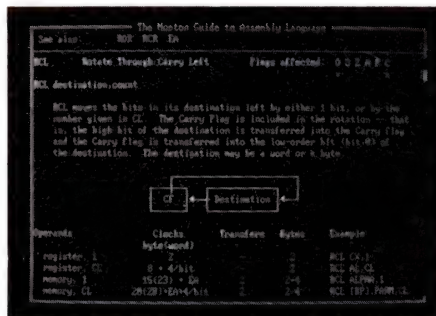 The Norton Guide to Assembly Language
See also: ROR RCR EA
RCL Rotate Through Carry Left Flags affected: O D Z A P C
RCL destination,count
RCL moves the bits in its destination left by either 1 bit, or by the
number given in CL. The Carry Flag is included in the rotation -- that
is, the high bit of the destination is transferred into the Carry flag
and the Carry flag is transferred into the low-order bit (bit 0) of
the destination. The destination may be a word or a byte.
CF Destination
Operands Clocks Transfers Bytes Example
byte(word)
register, 1 2 2 RCL CX,1
register, CL 8 + 4/bit 2 RCL AL,CL
memory, 1 15(23) + EA 2 2-4 RCL ALPHA,1
memory, CL 20(28)+EA+4/bit 2 2-4 RCL [BP].PARM,CL